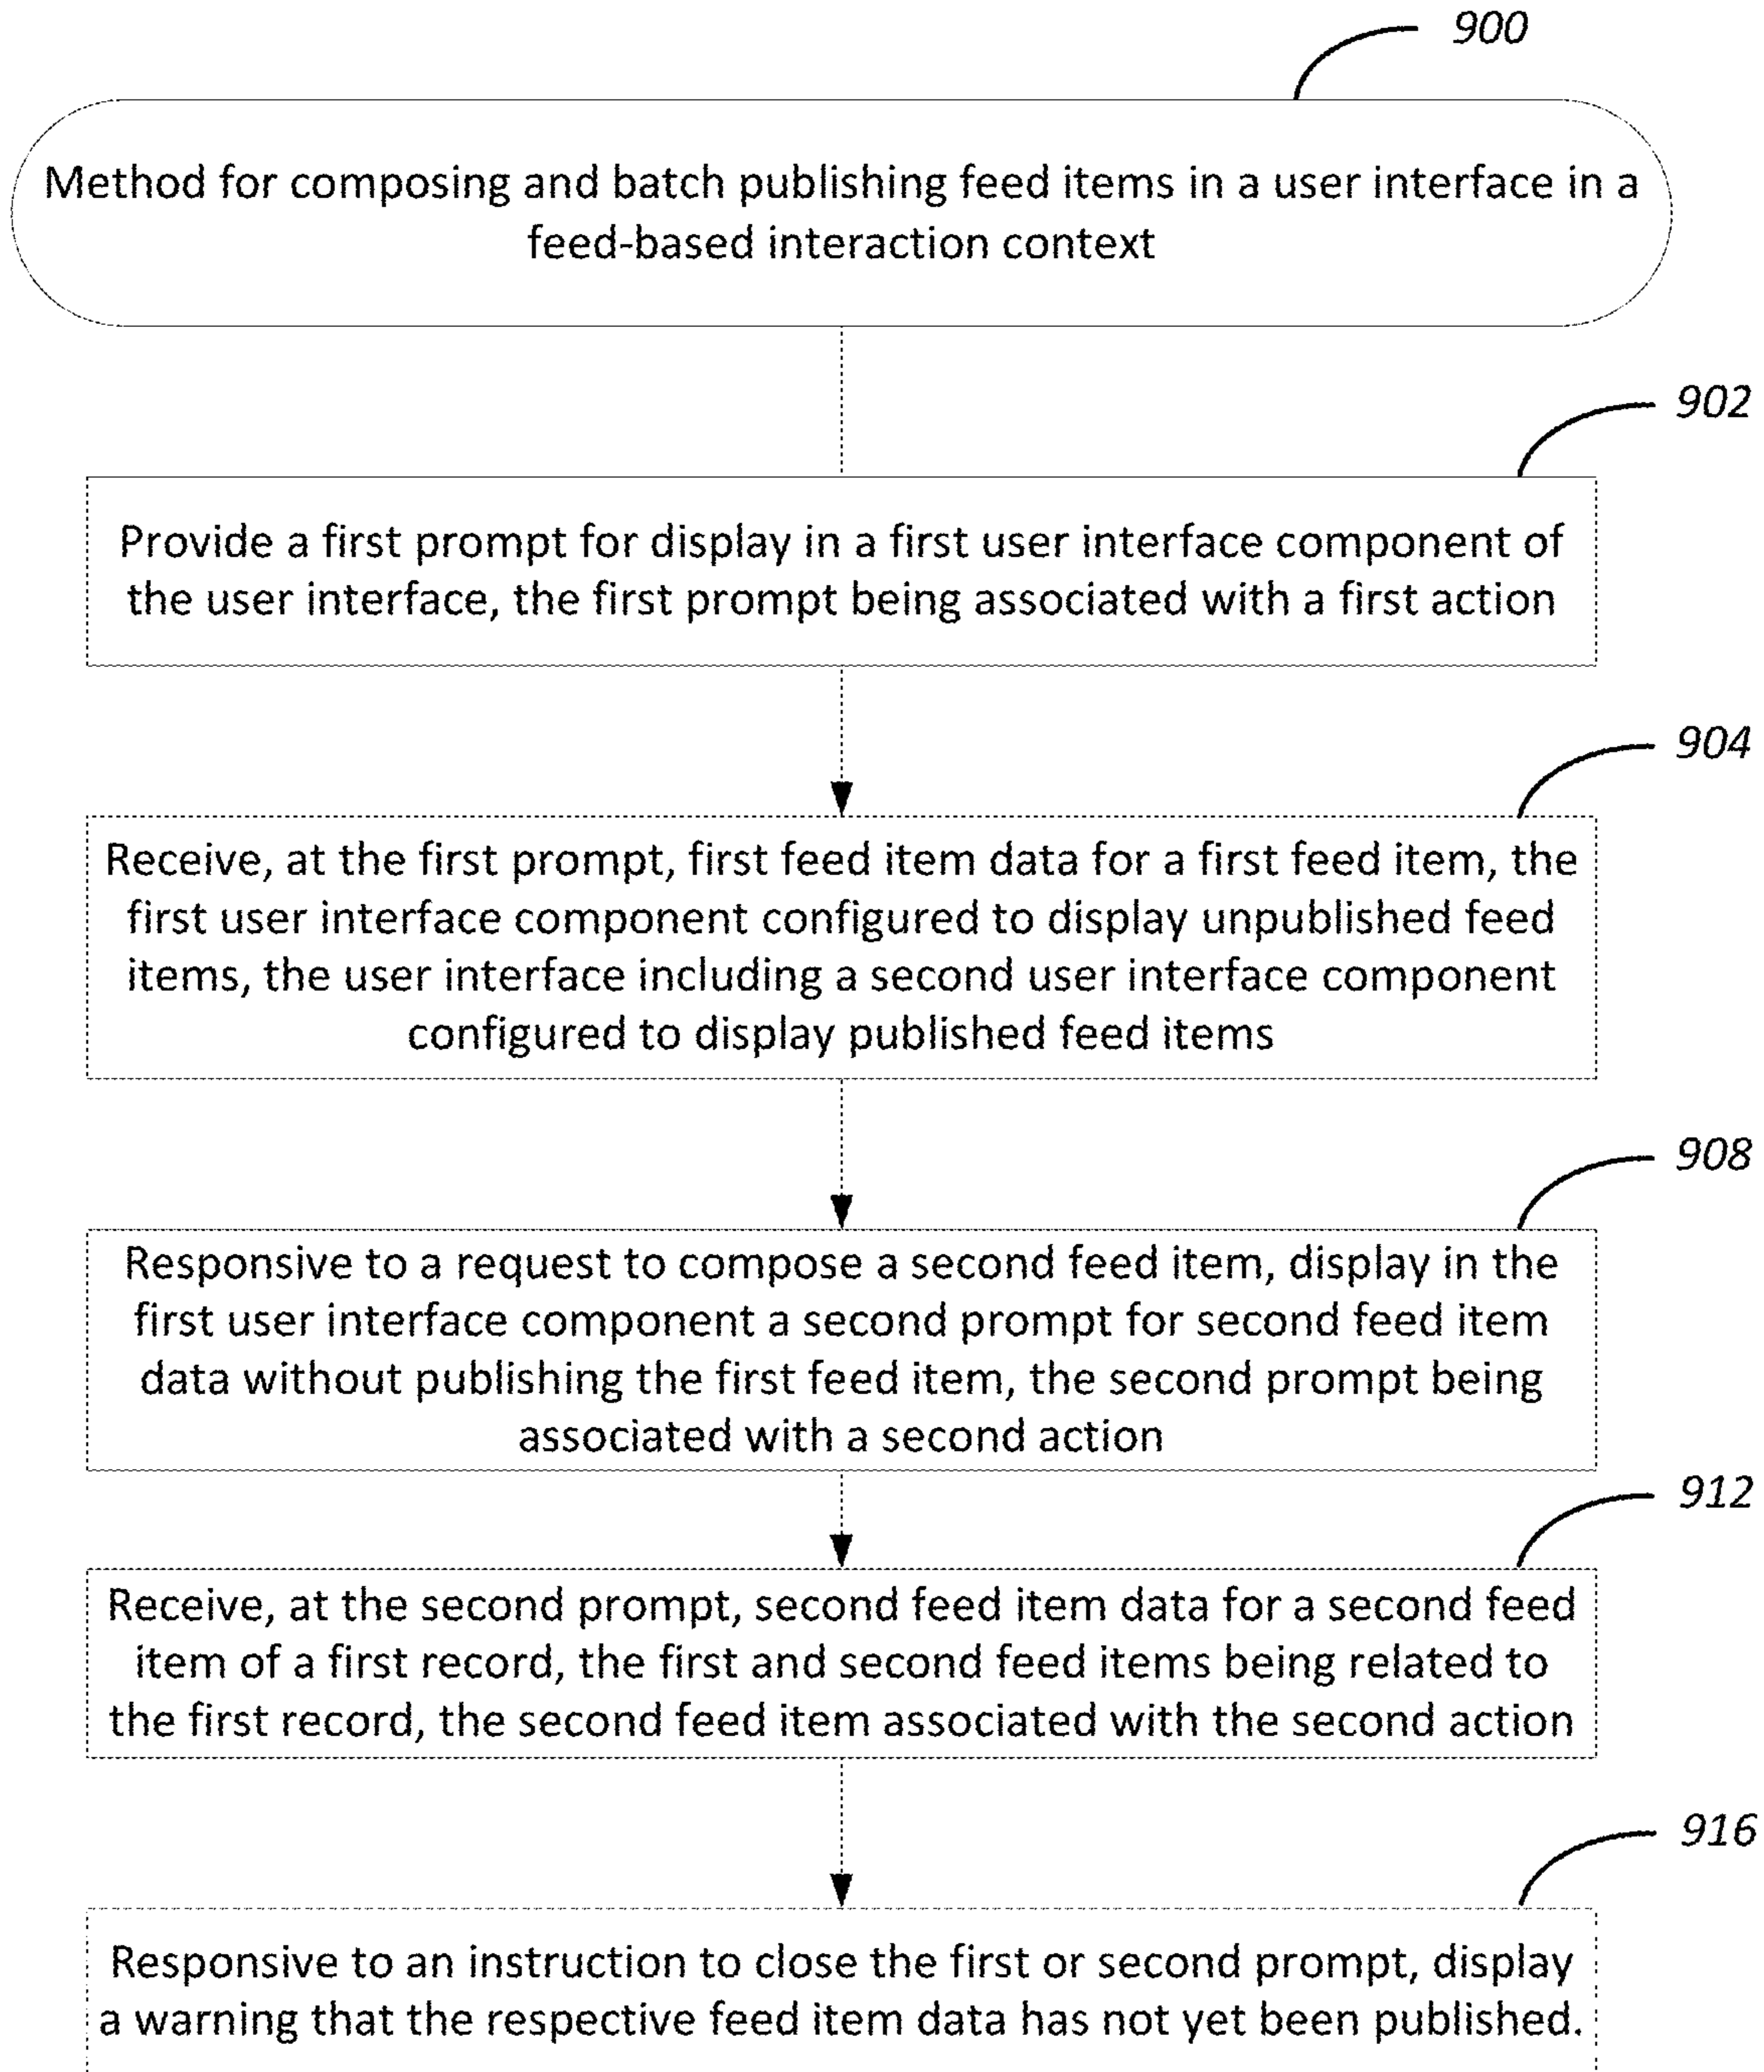 900
Method for composing and batch publishing feed items in a user interface in a
feed-based interaction context
902
Provide a first prompt for display in a first user interface component of
the user interface, the first prompt being associated with a first action
904
Receive, at the first prompt, first feed item data for a first feed item, the
first user interface component configured to display unpublished feed
items, the user interface including a second user interface component
configured to display published feed items
908
Responsive to a request to compose a second feed item, display in the
first user interface component a second prompt for second feed item
data without publishing the first feed item, the second prompt being
associated with a second action
912
Receive, at the second prompt, second feed item data for a second feed
item of a first record, the first and second feed items being related to
the first record, the second feed item associated with the second action
916
Responsive to an instruction to close the first or second prompt, display
a warning that the respective feed item data has not yet been published.